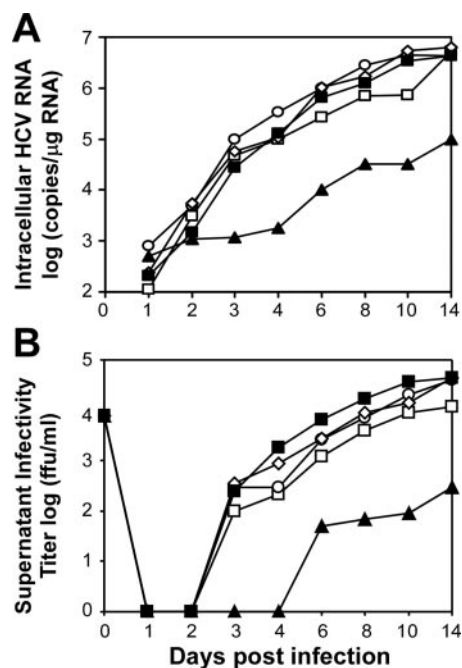 A
Intracellular HCV RNA
log (copies/µg RNA)
7
6
5
4
3
2
0 1 2 3 4 6 8 10 14
B
Supernatant Infectivity
Titer log (ffu/ml)
5
4
3
2
1
0
0 1 2 3 4 6 8 10 14
Days post infection